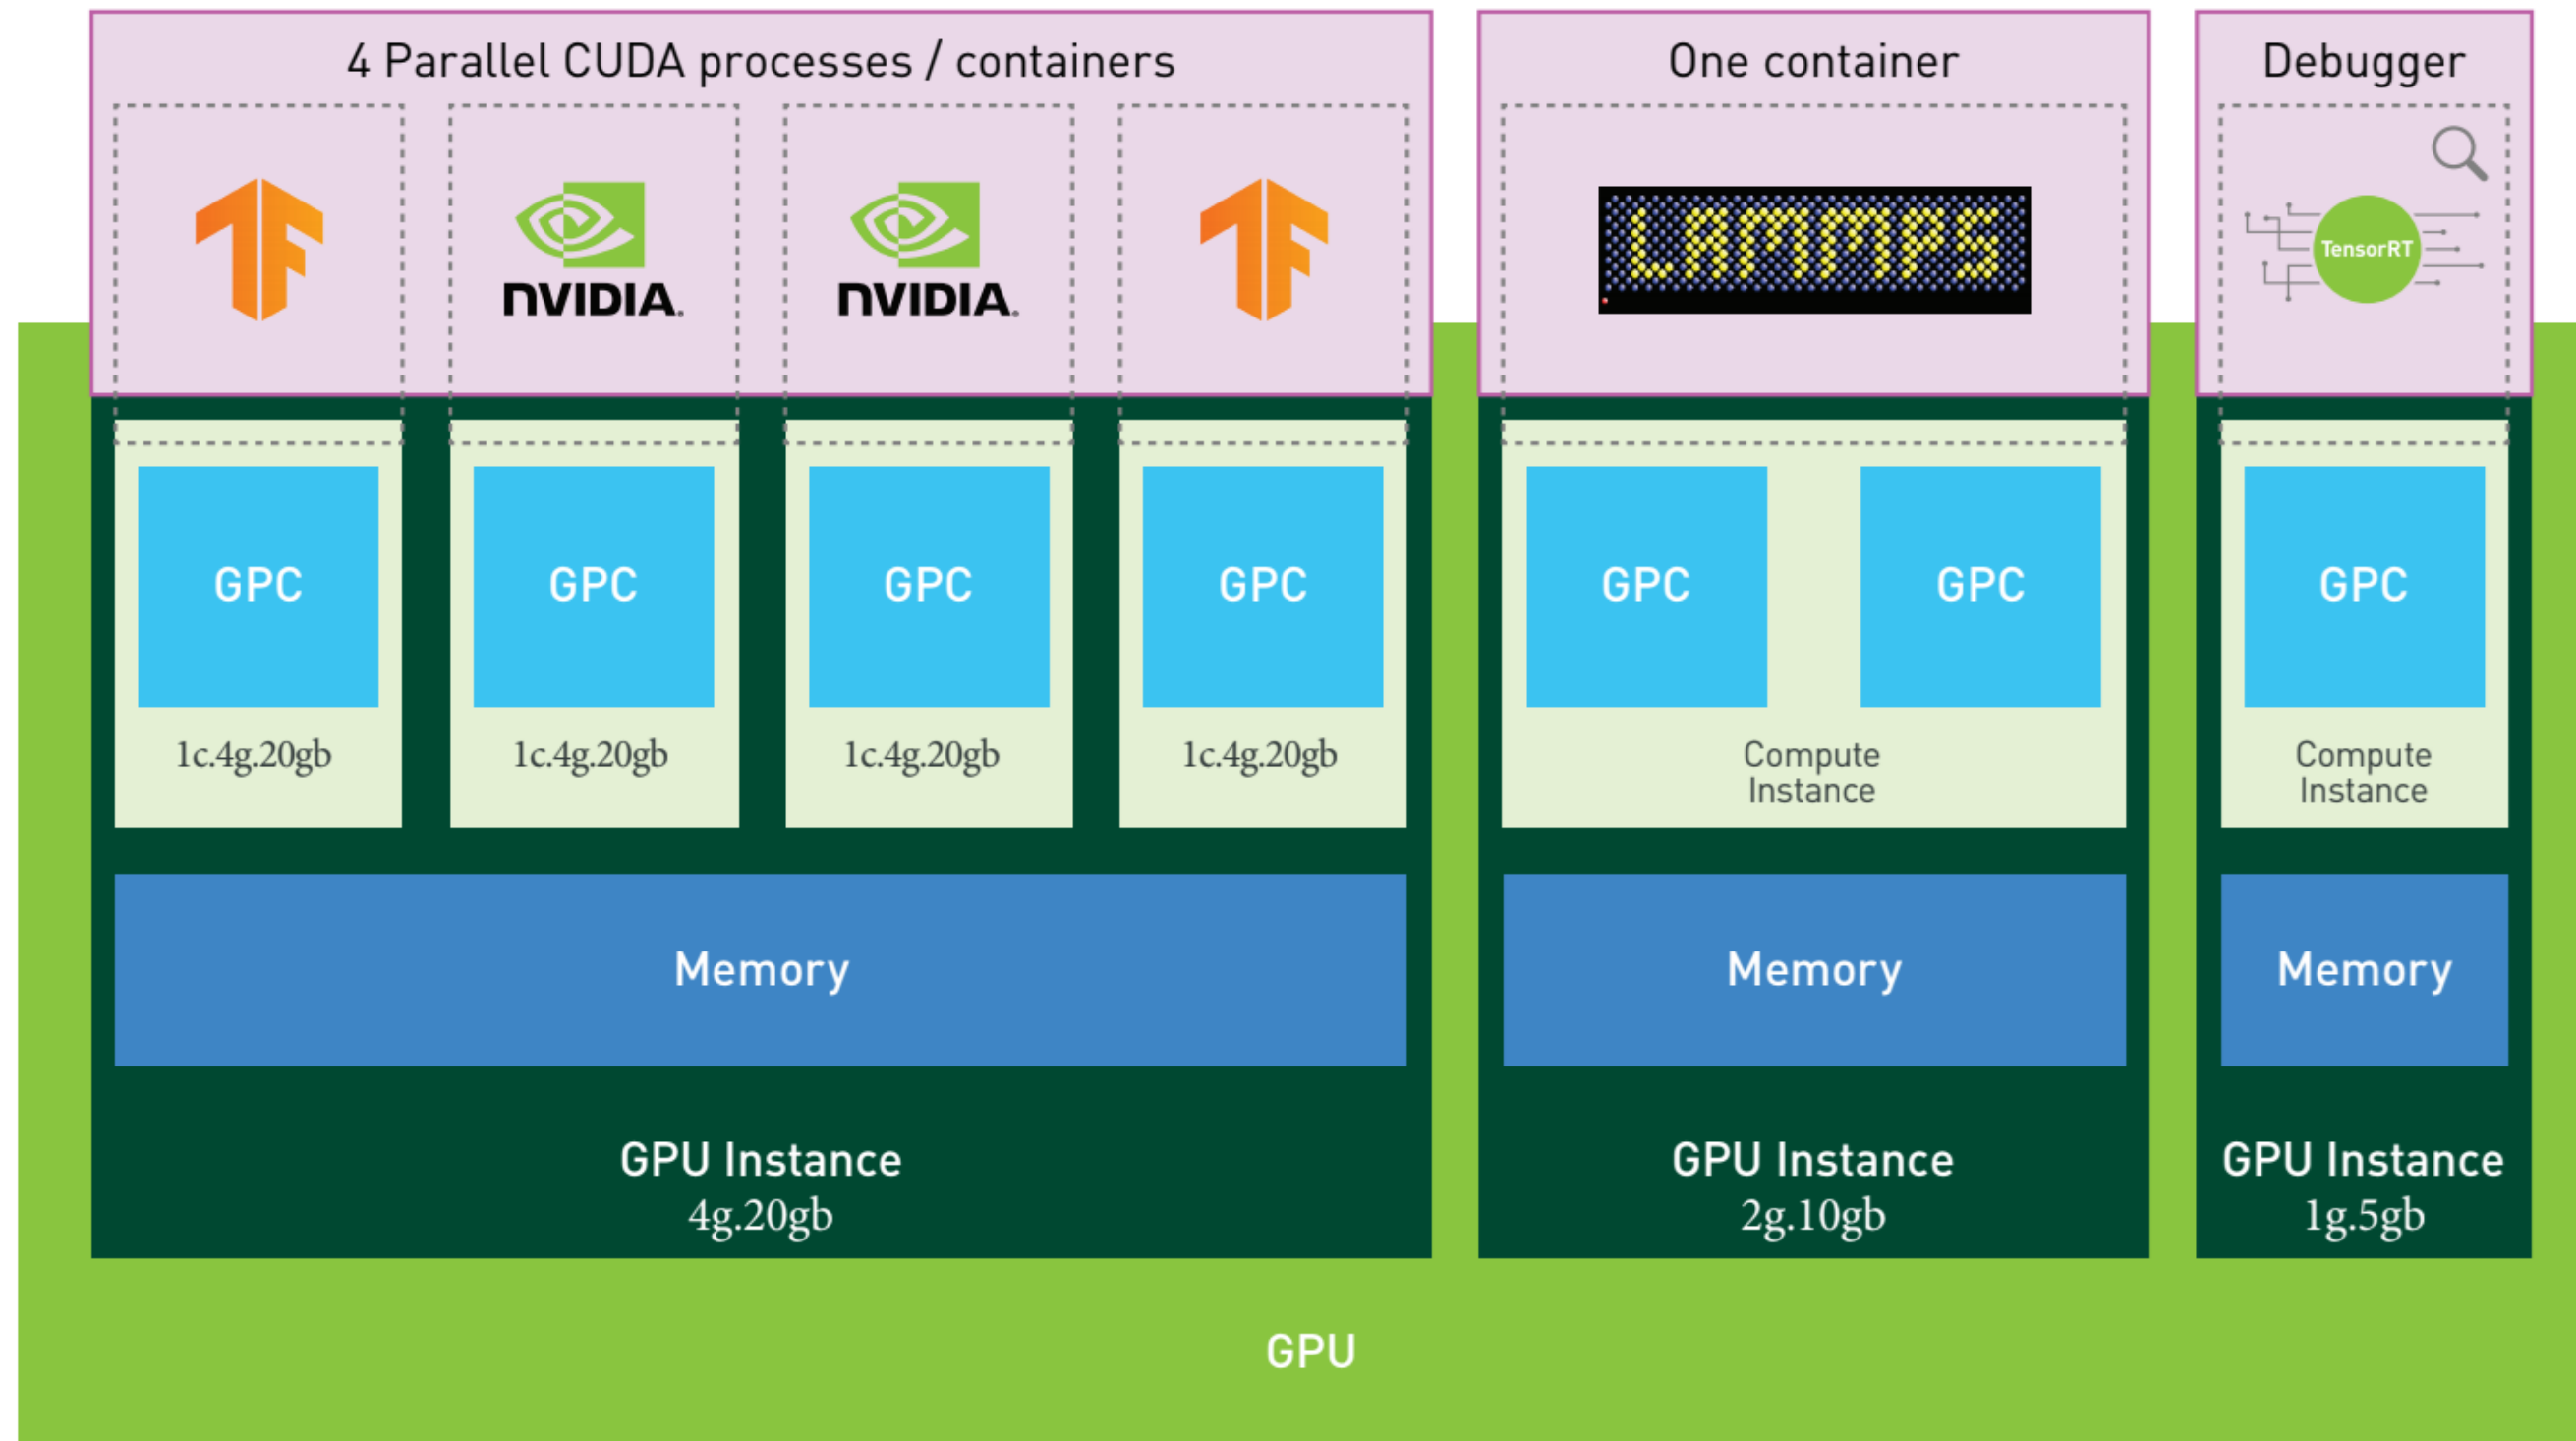 4 Parallel CUDA processes / containers
One container
Debugger
NVIDIA.
NVIDIA.
LAMMPS
TensorRT
GPC
GPC
GPC
GPC
GPC
GPC
GPC
1c.4g.20gb
1c.4g.20gb
1c.4g.20gb
1c.4g.20gb
Compute
Instance
Compute
Instance
Memory
Memory
Memory
GPU Instance
4g.20gb
GPU Instance
2g.10gb
GPU Instance
1g.5gb
GPU